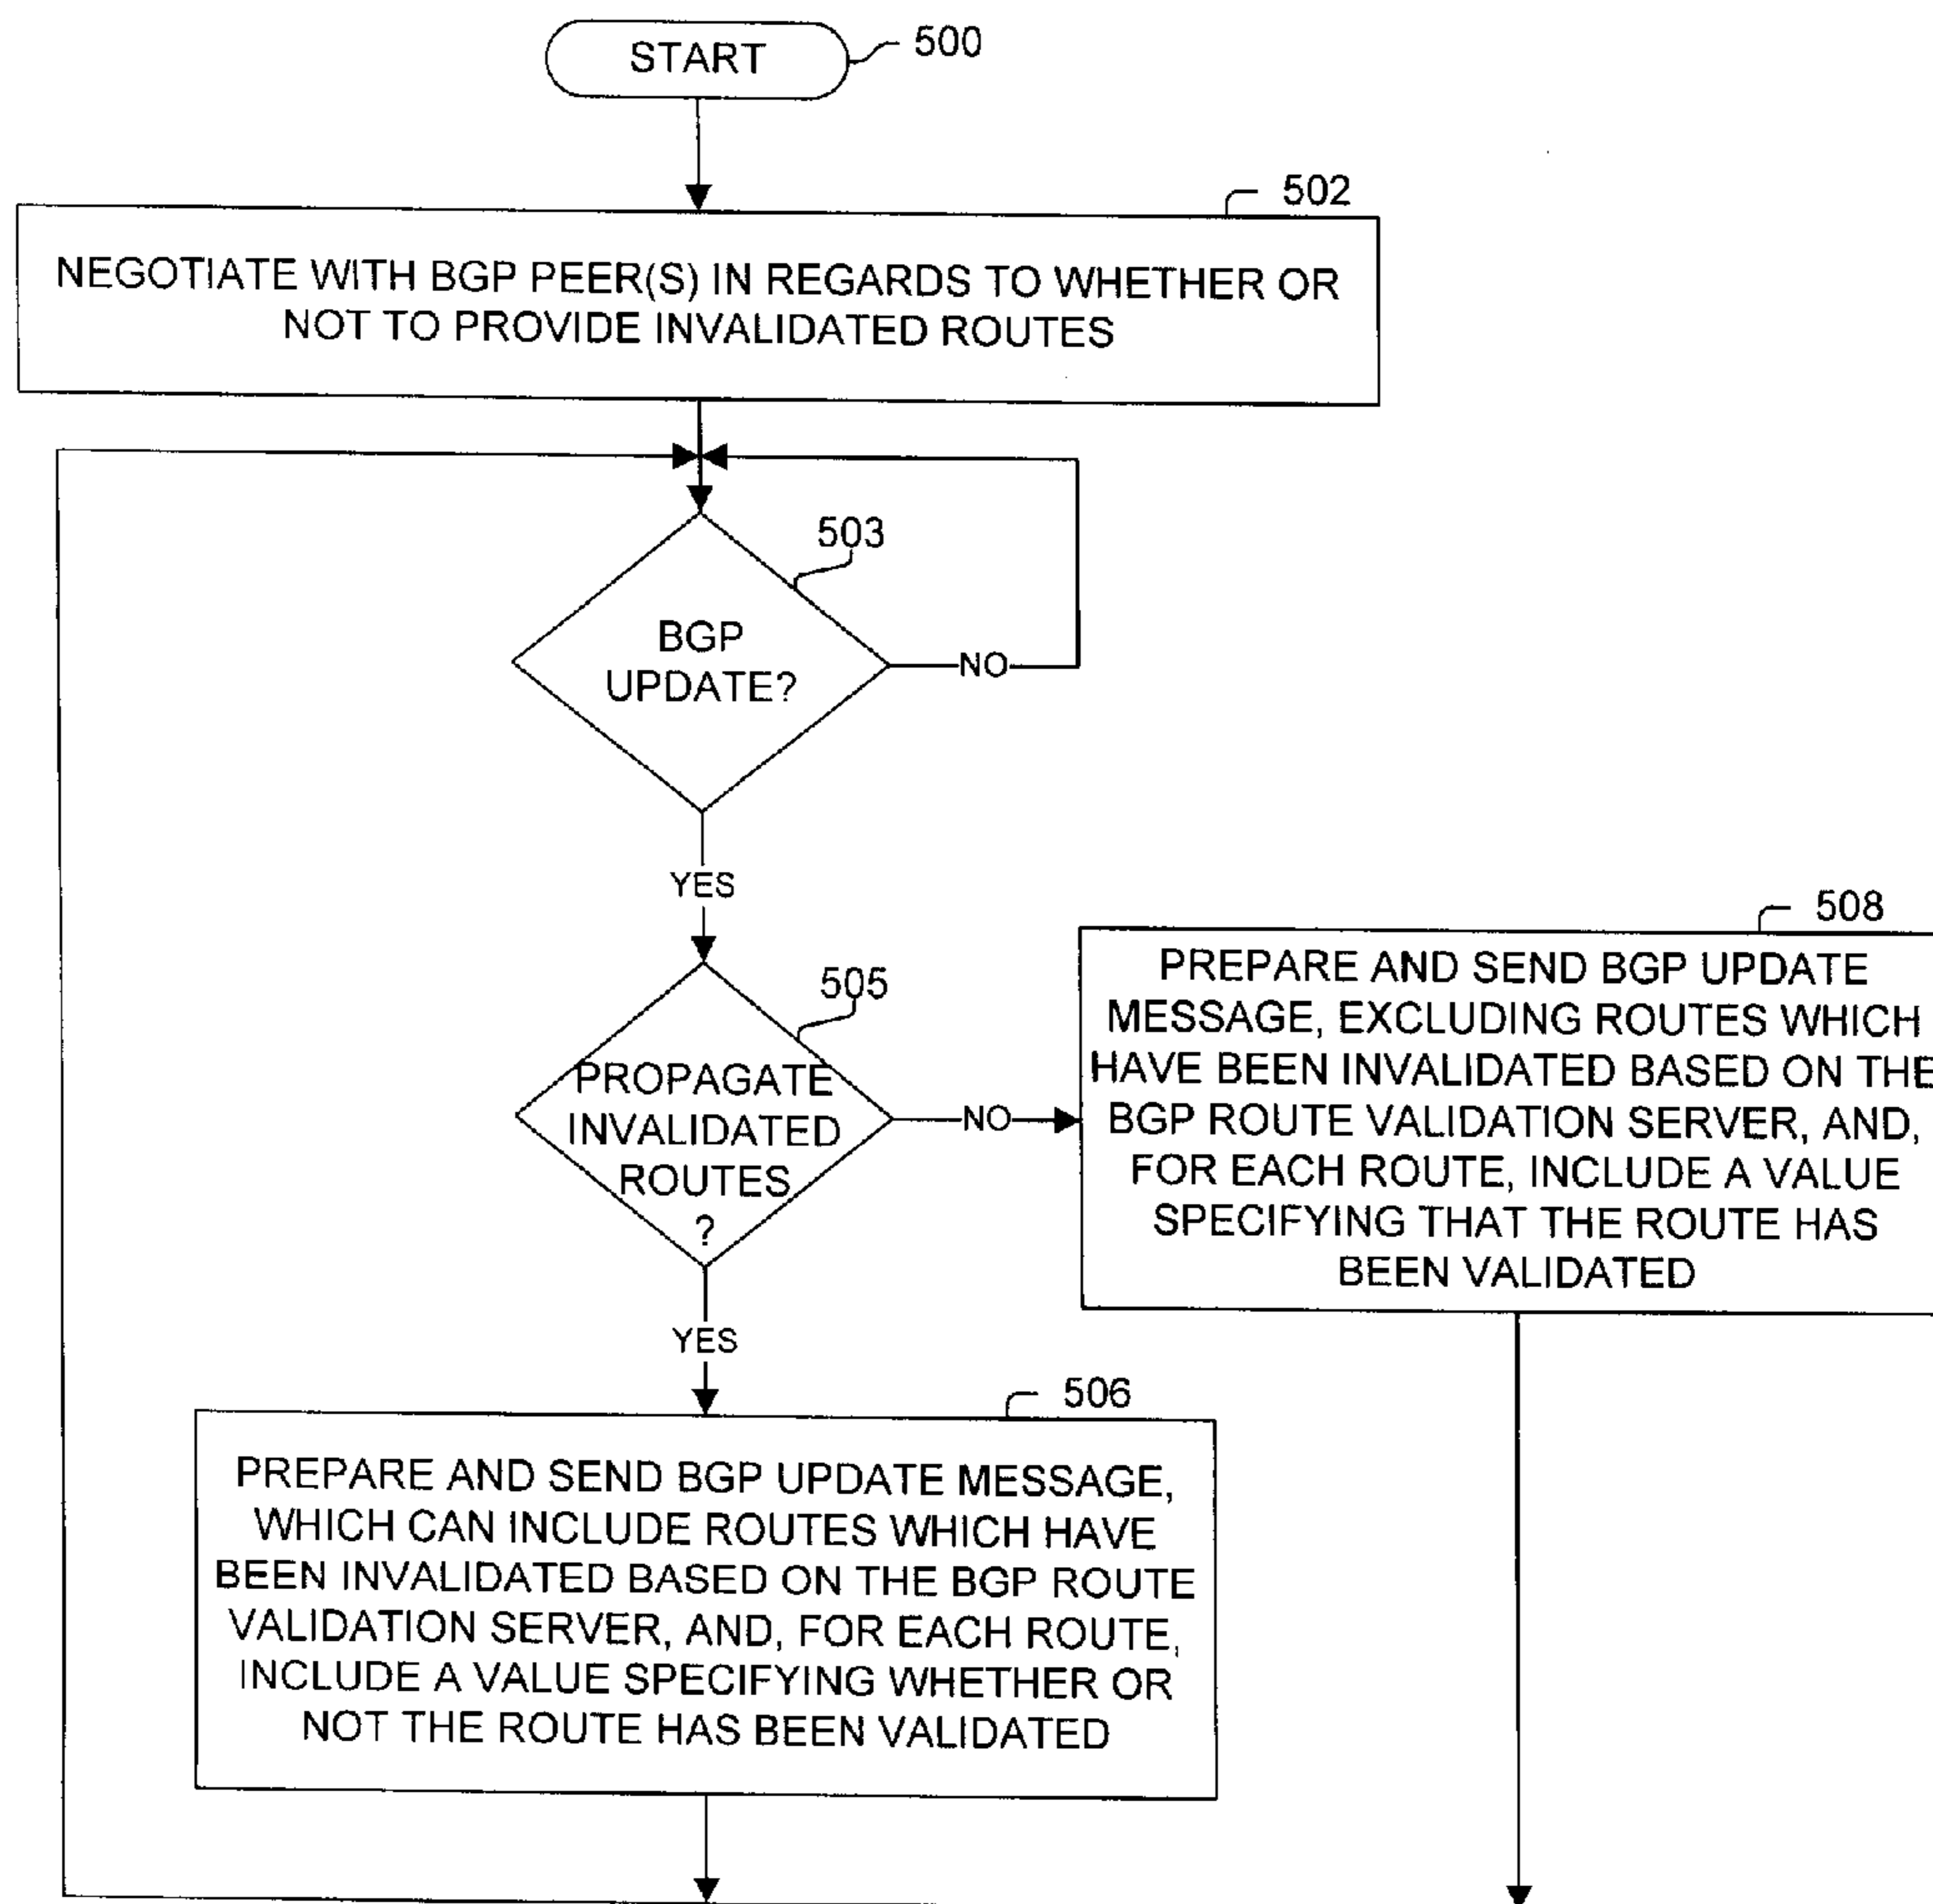 START
500
502
NEGOTIATE WITH BGP PEER(S) IN REGARDS TO WHETHER OR
NOT TO PROVIDE INVALIDATED ROUTES
503
BGP
UPDATE?
NO
YES
505
PROPAGATE
INVALIDATED
ROUTES
?
NO
508
PREPARE AND SEND BGP UPDATE
MESSAGE, EXCLUDING ROUTES WHICH
HAVE BEEN INVALIDATED BASED ON THE
BGP ROUTE VALIDATION SERVER, AND,
FOR EACH ROUTE, INCLUDE A VALUE
SPECIFYING THAT THE ROUTE HAS
BEEN VALIDATED
YES
506
PREPARE AND SEND BGP UPDATE MESSAGE,
WHICH CAN INCLUDE ROUTES WHICH HAVE
BEEN INVALIDATED BASED ON THE BGP ROUTE
VALIDATION SERVER, AND, FOR EACH ROUTE,
INCLUDE A VALUE SPECIFYING WHETHER OR
NOT THE ROUTE HAS BEEN VALIDATED